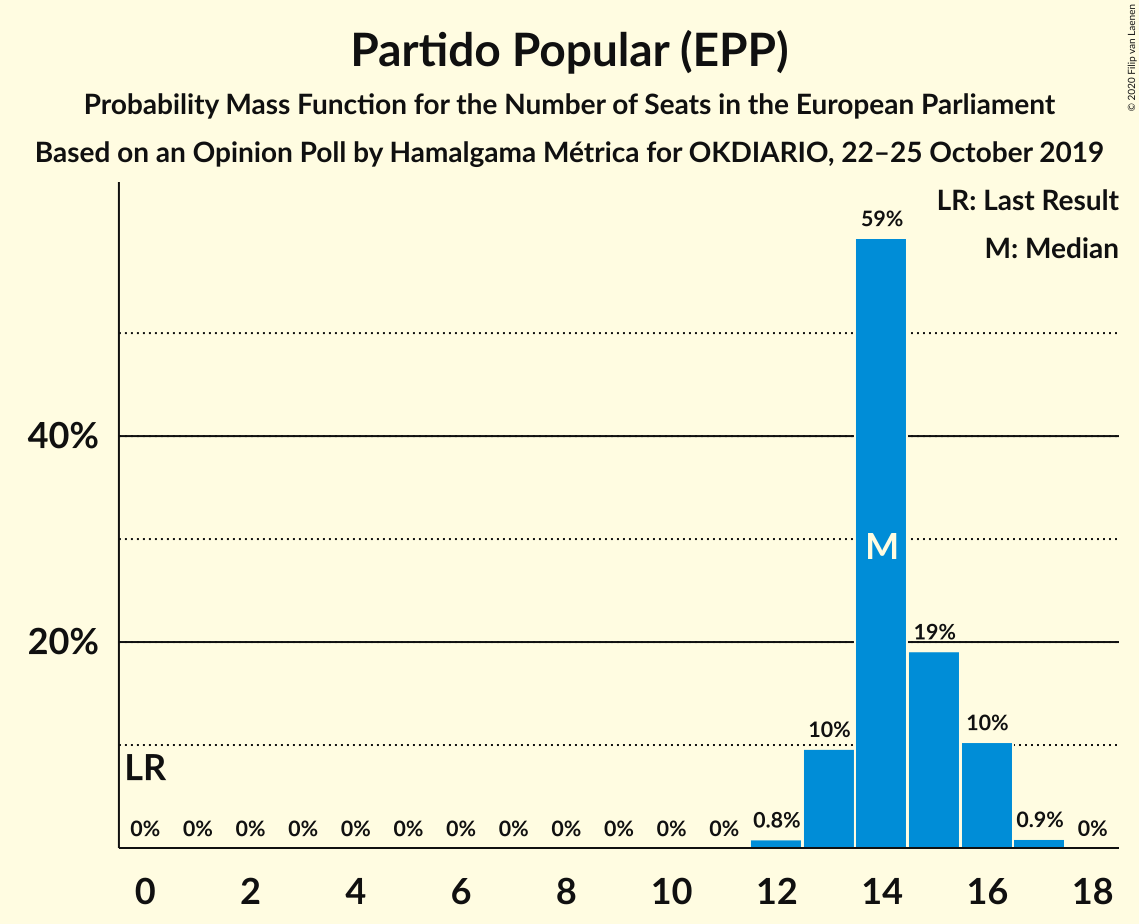 Partido Popular (EPP)
Probability Mass Function for the Number of Seats in the European Parliament
Based on an Opinion Poll by Hamalgama Métrica for OKDIARIO, 22–25 October 2019
© 2020 Filip van Laenen
LR: Last Result
M: Median
59%
40%
M
20%
19%
10%
10%
LR
0% 0% 0% 0% 0% 0% 0% 0% 0% 0% 0% 0% 0.8% 0.9% 0%
0 2 4 6 8 10 12 14 16 18